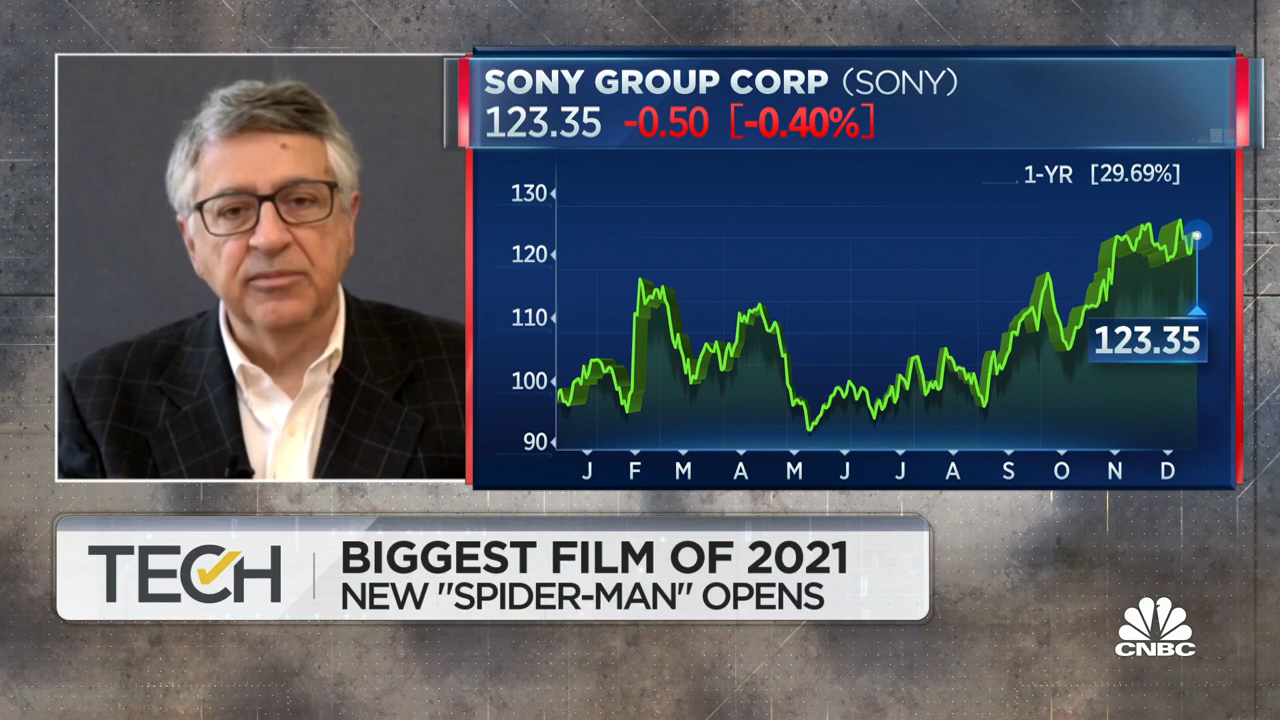 SONY GROUP CORP (SONY)
123.35 -0.50 [-0.40%]
1-YR [29.69%]
130
120
110
100
90
123.35
J F M A M J J A S O N D
TECH
BIGGEST FILM OF 2021
NEW "SPIDER-MAN" OPENS
CNBC